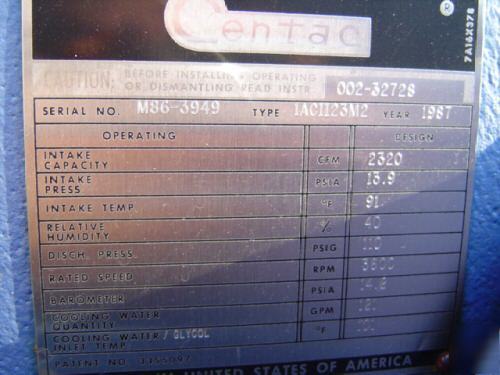 Centac
®
7A16X378
CAUTION: BEFORE INSTALLING OPERATING OR DISMANTLING READ INSTR 002-32728
SERIAL NO. M86-3949 TYPE 1ACII23M2 YEAR 1987
OPERATING DESIGN
INTAKE CAPACITY CFM 2320
INTAKE PRESS PSIA 13.9
INTAKE TEMP °F 91
RELATIVE HUMIDITY % 40
DISCH. PRESS PSIG 110
RATED SPEED RPM 3600
BAROMETER PSIA
COOLING WATER QUANTITY GPM
COOLING WATER / GLYCOL INLET TEMP °F
PATENT NO. 3155097
UNITED STATES OF AMERICA